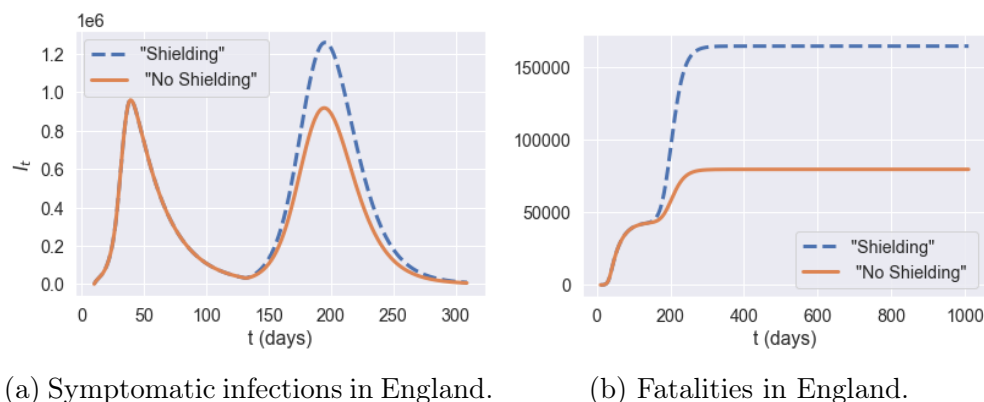 1e6
"Shielding"
"No Shielding"
1.2
1.0
0.8
0.6
0.4
0.2
0.0
I_t
0 50 100 150 200 250 300
t (days)
(a) Symptomatic infections in England.
150000
100000
50000
0
"Shielding"
"No Shielding"
0 200 400 600 800 1000
t (days)
(b) Fatalities in England.